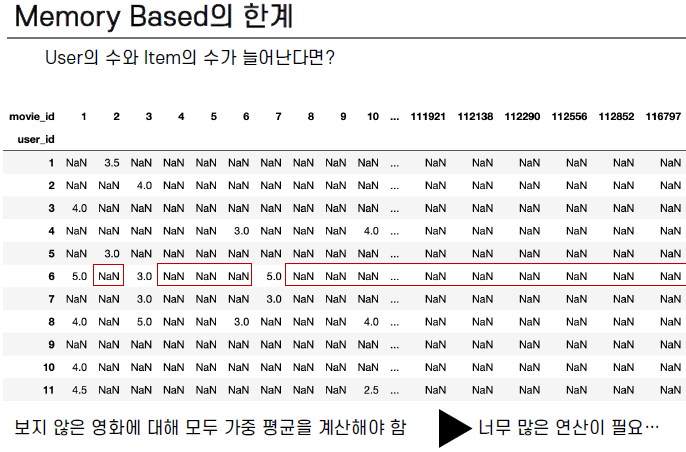 Memory Based의 한계
User의 수와 Item의 수가 늘어난다면?
movie_id 1 2 3 4 5 6 7 8 9 10 ... 111921 112138 112290 112556 112852 116797
user_id
1 NaN 3.5 NaN NaN NaN NaN NaN NaN NaN NaN ... NaN NaN NaN NaN NaN NaN
2 NaN NaN 4.0 NaN NaN NaN NaN NaN NaN NaN ... NaN NaN NaN NaN NaN NaN
3 4.0 NaN NaN NaN NaN NaN NaN NaN NaN NaN ... NaN NaN NaN NaN NaN NaN
4 NaN NaN NaN NaN NaN 3.0 NaN NaN NaN 4.0 ... NaN NaN NaN NaN NaN NaN
5 NaN 3.0 NaN NaN NaN NaN NaN NaN NaN NaN ... NaN NaN NaN NaN NaN NaN
6 5.0 NaN 3.0 NaN NaN NaN 5.0 NaN NaN NaN ... NaN NaN NaN NaN NaN NaN
7 NaN NaN 3.0 NaN NaN NaN 3.0 NaN NaN NaN ... NaN NaN NaN NaN NaN NaN
8 4.0 NaN 5.0 NaN NaN 3.0 NaN NaN NaN 4.0 ... NaN NaN NaN NaN NaN NaN
9 NaN NaN NaN NaN NaN NaN NaN NaN NaN NaN ... NaN NaN NaN NaN NaN NaN
10 4.0 NaN NaN NaN NaN NaN NaN NaN NaN NaN ... NaN NaN NaN NaN NaN NaN
11 4.5 NaN NaN NaN NaN NaN NaN NaN NaN 2.5 ... NaN NaN NaN NaN NaN NaN
보지 않은 영화에 대해 모두 가중 평균을 계산해야 함 ▶ 너무 많은 연산이 필요…